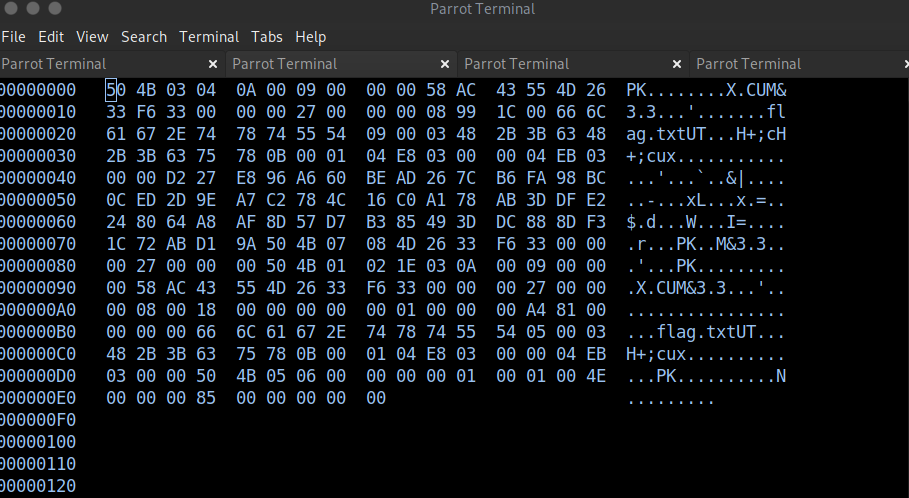 Parrot Terminal
File Edit View Search Terminal Tabs Help
Parrot Terminal × Parrot Terminal × Parrot Terminal × Parrot Terminal ×
00000000 50 4B 03 04 0A 00 09 00 00 00 58 AC 43 55 4D 26 PK........X.CUM&
00000010 33 F6 33 00 00 00 27 00 00 00 08 99 1C 00 66 6C 3.3...'.......fl
00000020 61 67 2E 74 78 74 55 54 09 00 03 48 2B 3B 63 48 ag.txtUT...H+;cH
00000030 2B 3B 63 75 78 0B 00 01 04 E8 03 00 00 04 EB 03 +;cux...........
00000040 00 00 D2 27 E8 96 A6 60 BE AD 26 7C B6 FA 98 BC ...'...`..&|....
00000050 0C ED 2D 9E A7 C2 78 4C 16 C0 A1 78 AB 3D DF E2 ..-...xL...x.=..
00000060 24 80 64 A8 AF 8D 57 D7 B3 85 49 3D DC 88 8D F3 $.d...W...I=....
00000070 1C 72 AB D1 9A 50 4B 07 08 4D 26 33 F6 33 00 00 .r...PK..M&3.3..
00000080 00 27 00 00 00 50 4B 01 02 1E 03 0A 00 09 00 00 .'...PK.........
00000090 00 58 AC 43 55 4D 26 33 F6 33 00 00 00 27 00 00 .X.CUM&3.3...'..
000000A0 00 08 00 18 00 00 00 00 00 01 00 00 00 A4 81 00 ................
000000B0 00 00 00 66 6C 61 67 2E 74 78 74 55 54 05 00 03 ...flag.txtUT...
000000C0 48 2B 3B 63 75 78 0B 00 01 04 E8 03 00 00 04 EB H+;cux..........
000000D0 03 00 00 50 4B 05 06 00 00 00 00 01 00 01 00 4E ...PK..........N
000000E0 00 00 00 85 00 00 00 00 00 .........
000000F0
00000100
00000110
00000120